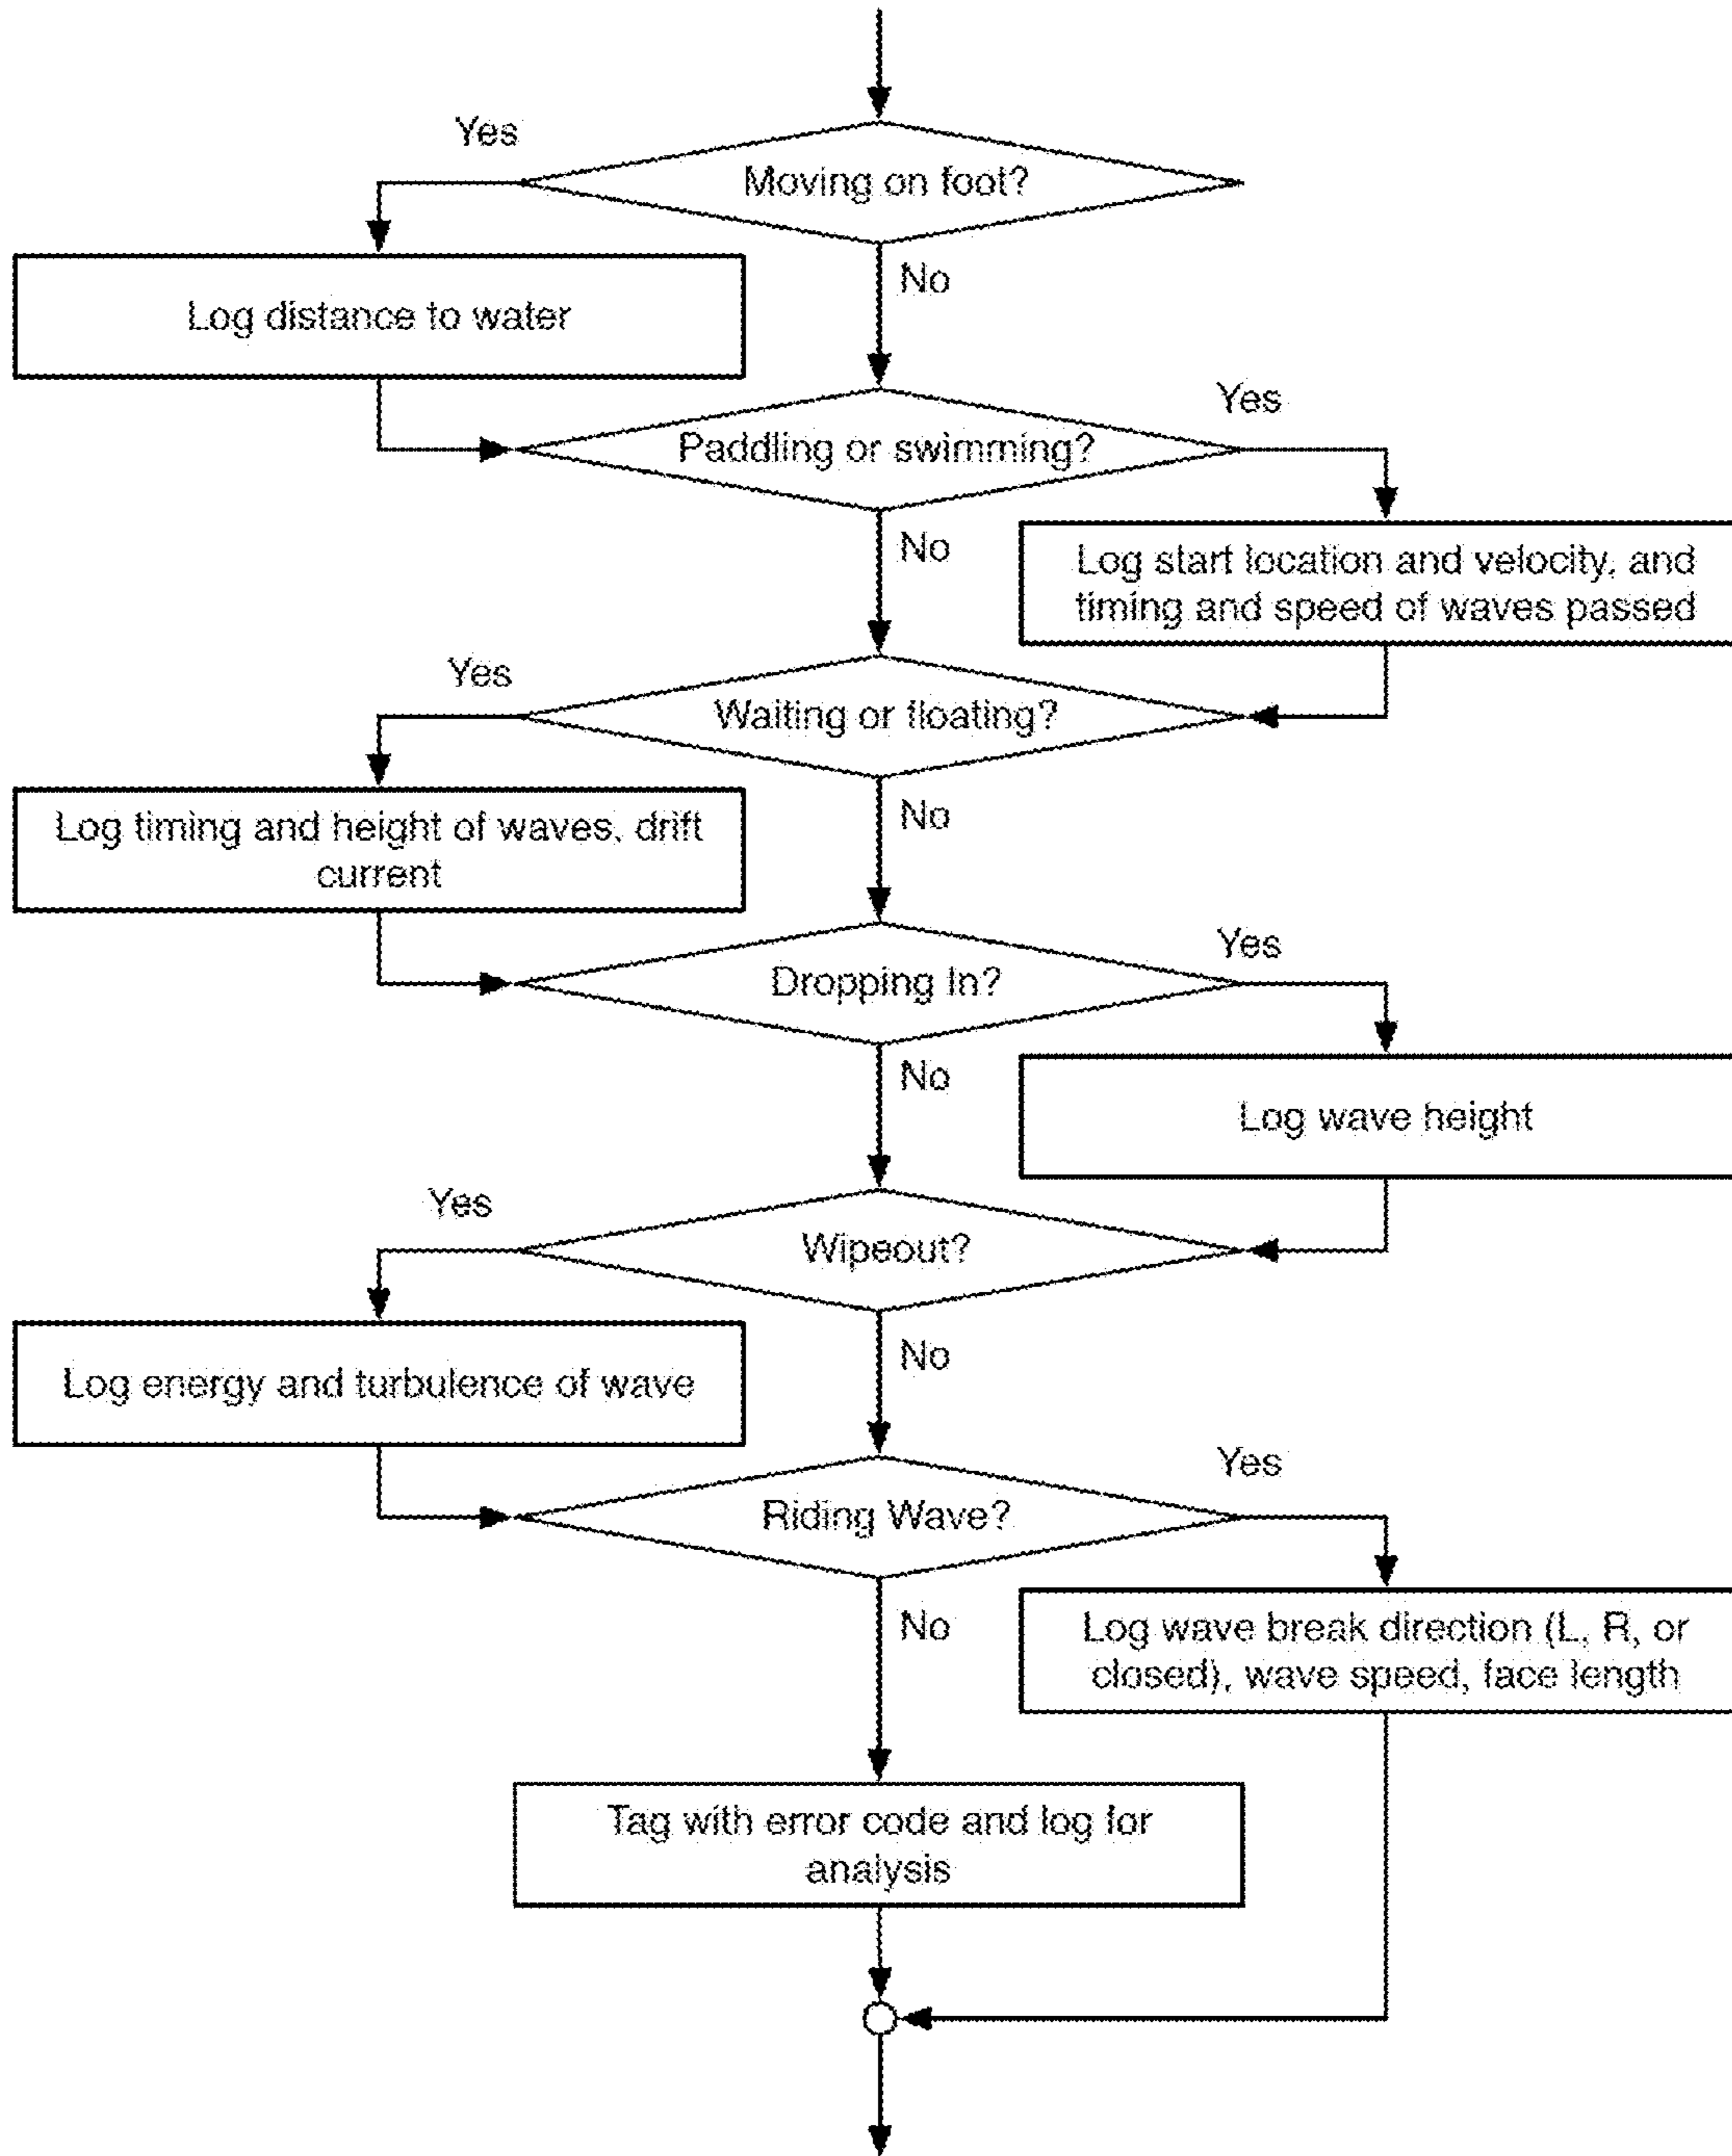 Yes
Moving on foot?
No
Log distance to water
Yes
Paddling or swimming?
No
Log start location and velocity, and
timing and speed of waves passed
Yes
Waiting or floating?
No
Log timing and height of waves, drift
current
Yes
Dropping In?
No
Log wave height
Yes
Wipeout?
No
Log energy and turbulence of wave
Yes
Riding Wave?
No
Log wave break direction (L, R, or
closed), wave speed, face length
Tag with error code and log for
analysis